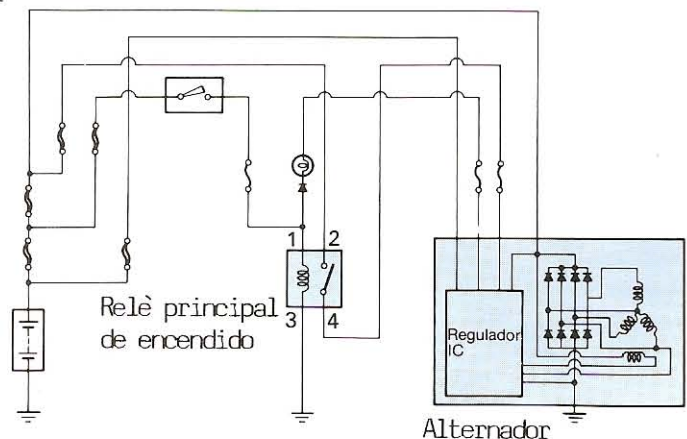 1 2
3 4
Relè principal
de encendido
Regulador
IC
Alternador